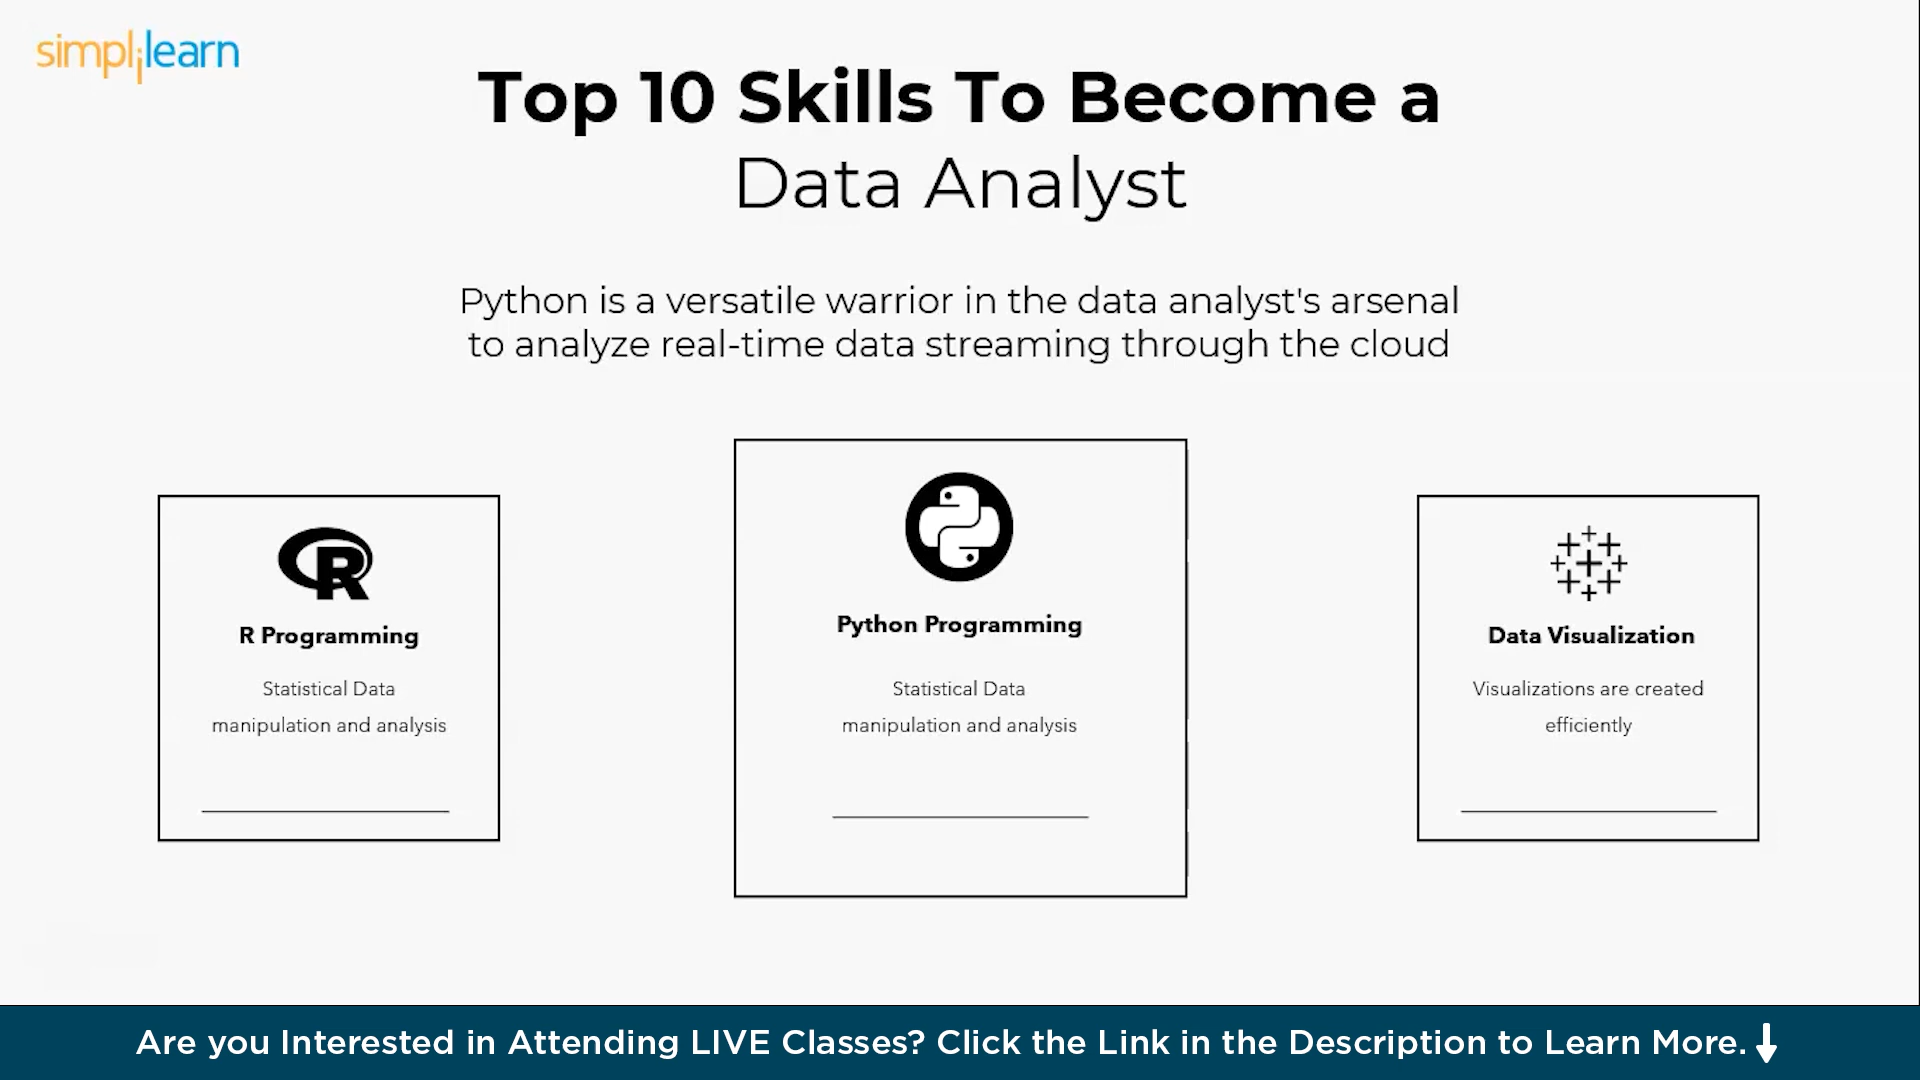 simplilearn
Top 10 Skills To Become a
Data Analyst
Python is a versatile warrior in the data analyst's arsenal
to analyze real-time data streaming through the cloud
R
R Programming
Statistical Data
manipulation and analysis
Python Programming
Statistical Data
manipulation and analysis
Data Visualization
Visualizations are created
efficiently
Are you Interested in Attending LIVE Classes? Click the Link in the Description to Learn More.